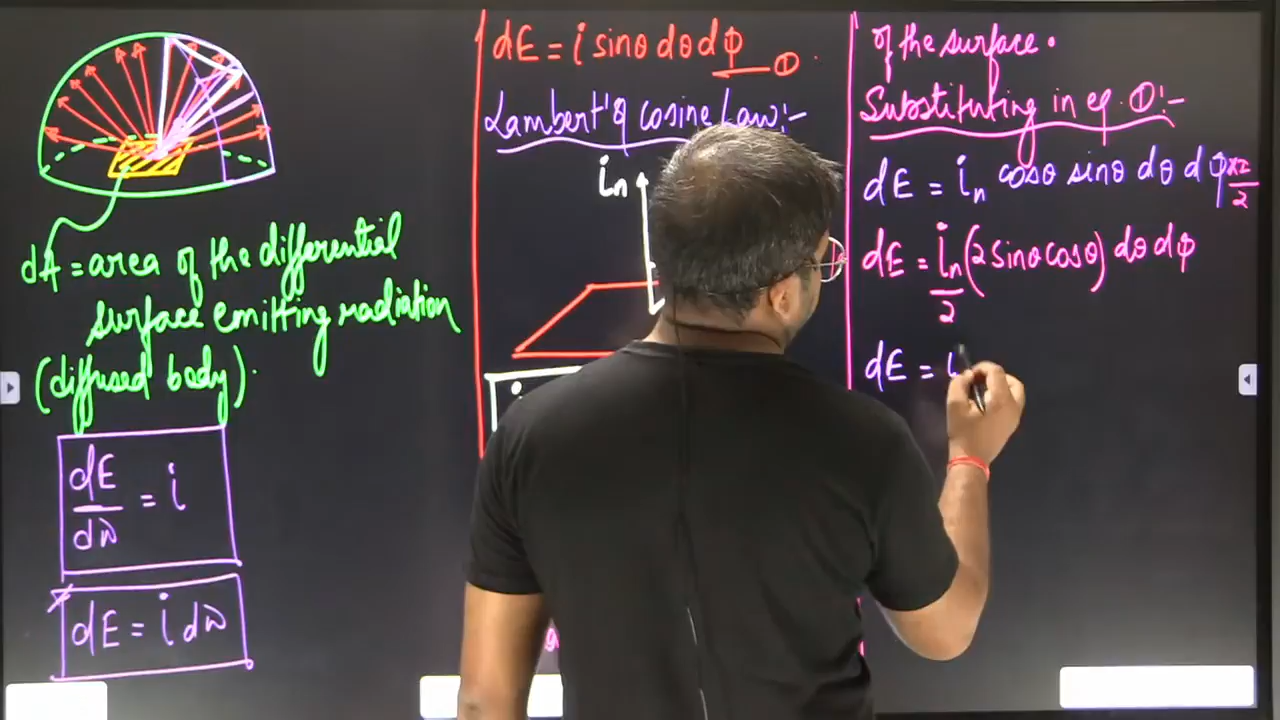 dA = area of the differential
surface emitting radiation
(diffused body).
dE/dω = i
dE = i dω
dE = i sinθ dθ dφ —①
Lambert's cosine Law:-
in
of the surface.
Substituting in eq. ①:-
dE = in cosθ sinθ dθ dφ ×2/2
dE = in/2 (2 sinθ cosθ) dθ dφ
dE = i